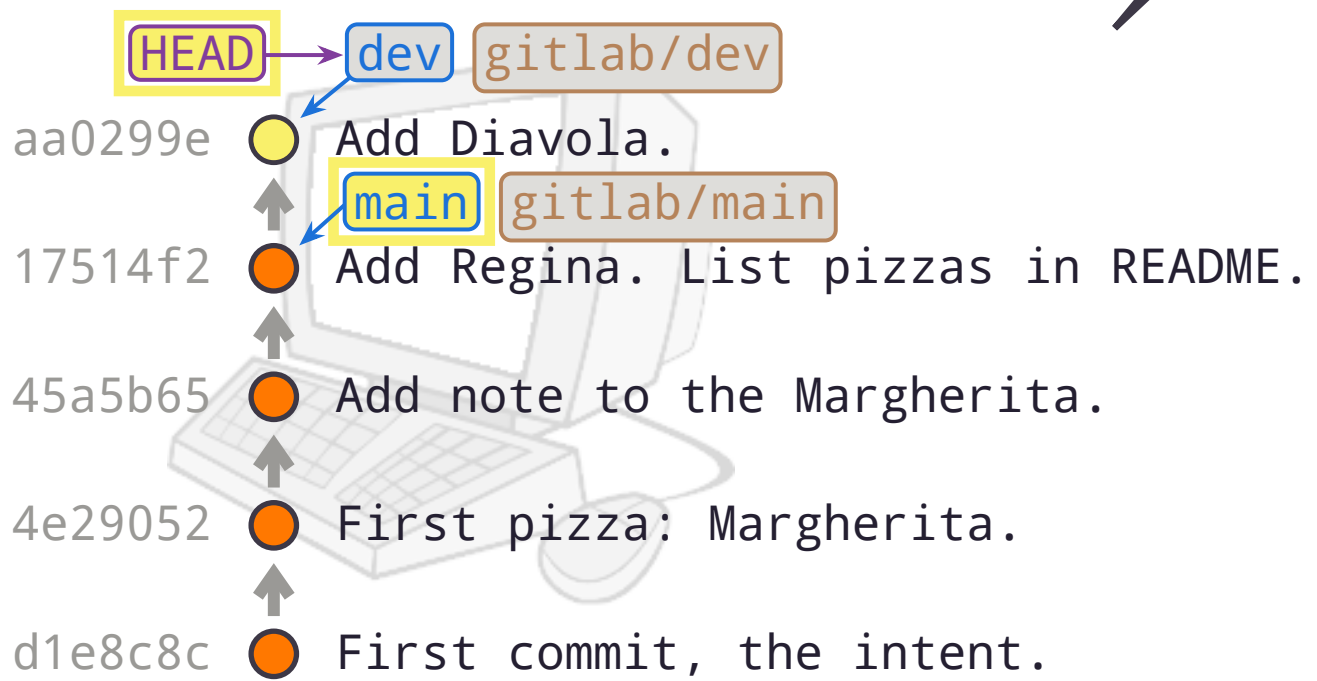 HEAD dev gitlab/dev
aa0299e Add Diavola.
main gitlab/main
17514f2 Add Regina. List pizzas in README.
45a5b65 Add note to the Margherita.
4e29052 First pizza: Margherita.
d1e8c8c First commit, the intent.